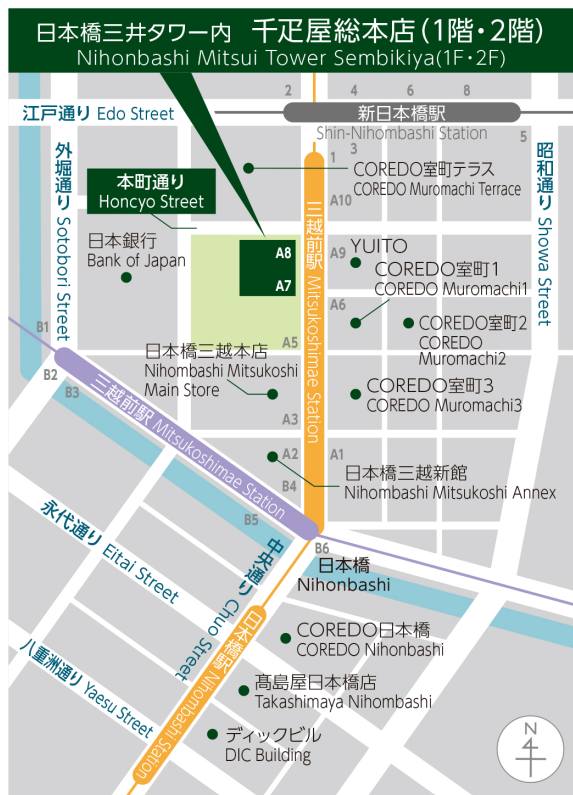 日本橋三井タワー内 千疋屋総本店(1階・2階)
Nihonbashi Mitsui Tower Sembikiya(1F・2F)
2
4
6
8
江戸通り Edo Street
新日本橋駅
Shin-Nihombashi Station
5
外堀通り Sotobori Street
昭和通り Showa Street
1
3
COREDO室町テラス
COREDO Muromachi Terrace
A10
本町通り
Honcyo Street
三越前駅 Mitsukoshimae Station
日本銀行
Bank of Japan
A8
A7
A9
YUITO
COREDO室町1
COREDO Muromachi1
A6
COREDO室町2
COREDO
Muromachi2
B1
A5
日本橋三越本店
Nihombashi Mitsukoshi
Main Store
B2
B3
COREDO室町3
COREDO Muromachi3
A3
三越前駅 Mitsukoshimae Station
A2
A1
日本橋三越新館
Nihombashi Mitsukoshi Annex
B4
B5
B6
永代通り Eitai Street
中央通り Chuo Street
日本橋
Nihonbashi
八重洲通り Yaesu Street
日本橋駅 Nihombashi Station
COREDO日本橋
COREDO Nihonbashi
髙島屋日本橋店
Takashimaya Nihombashi
ディックビル
DIC Building
N